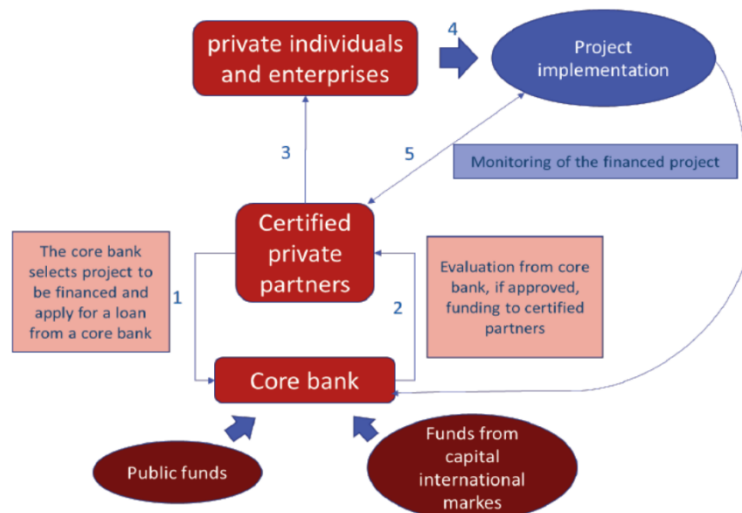 private individuals
and enterprises
4
Project
implementation
3
5
Monitoring of the financed project
Certified
private
partners
The core bank
selects project to
be financed and
apply for a loan
from a core bank
1
2
Evaluation from core
bank, if approved,
funding to certified
partners
Core bank
Public funds
Funds from
capital
international
markes